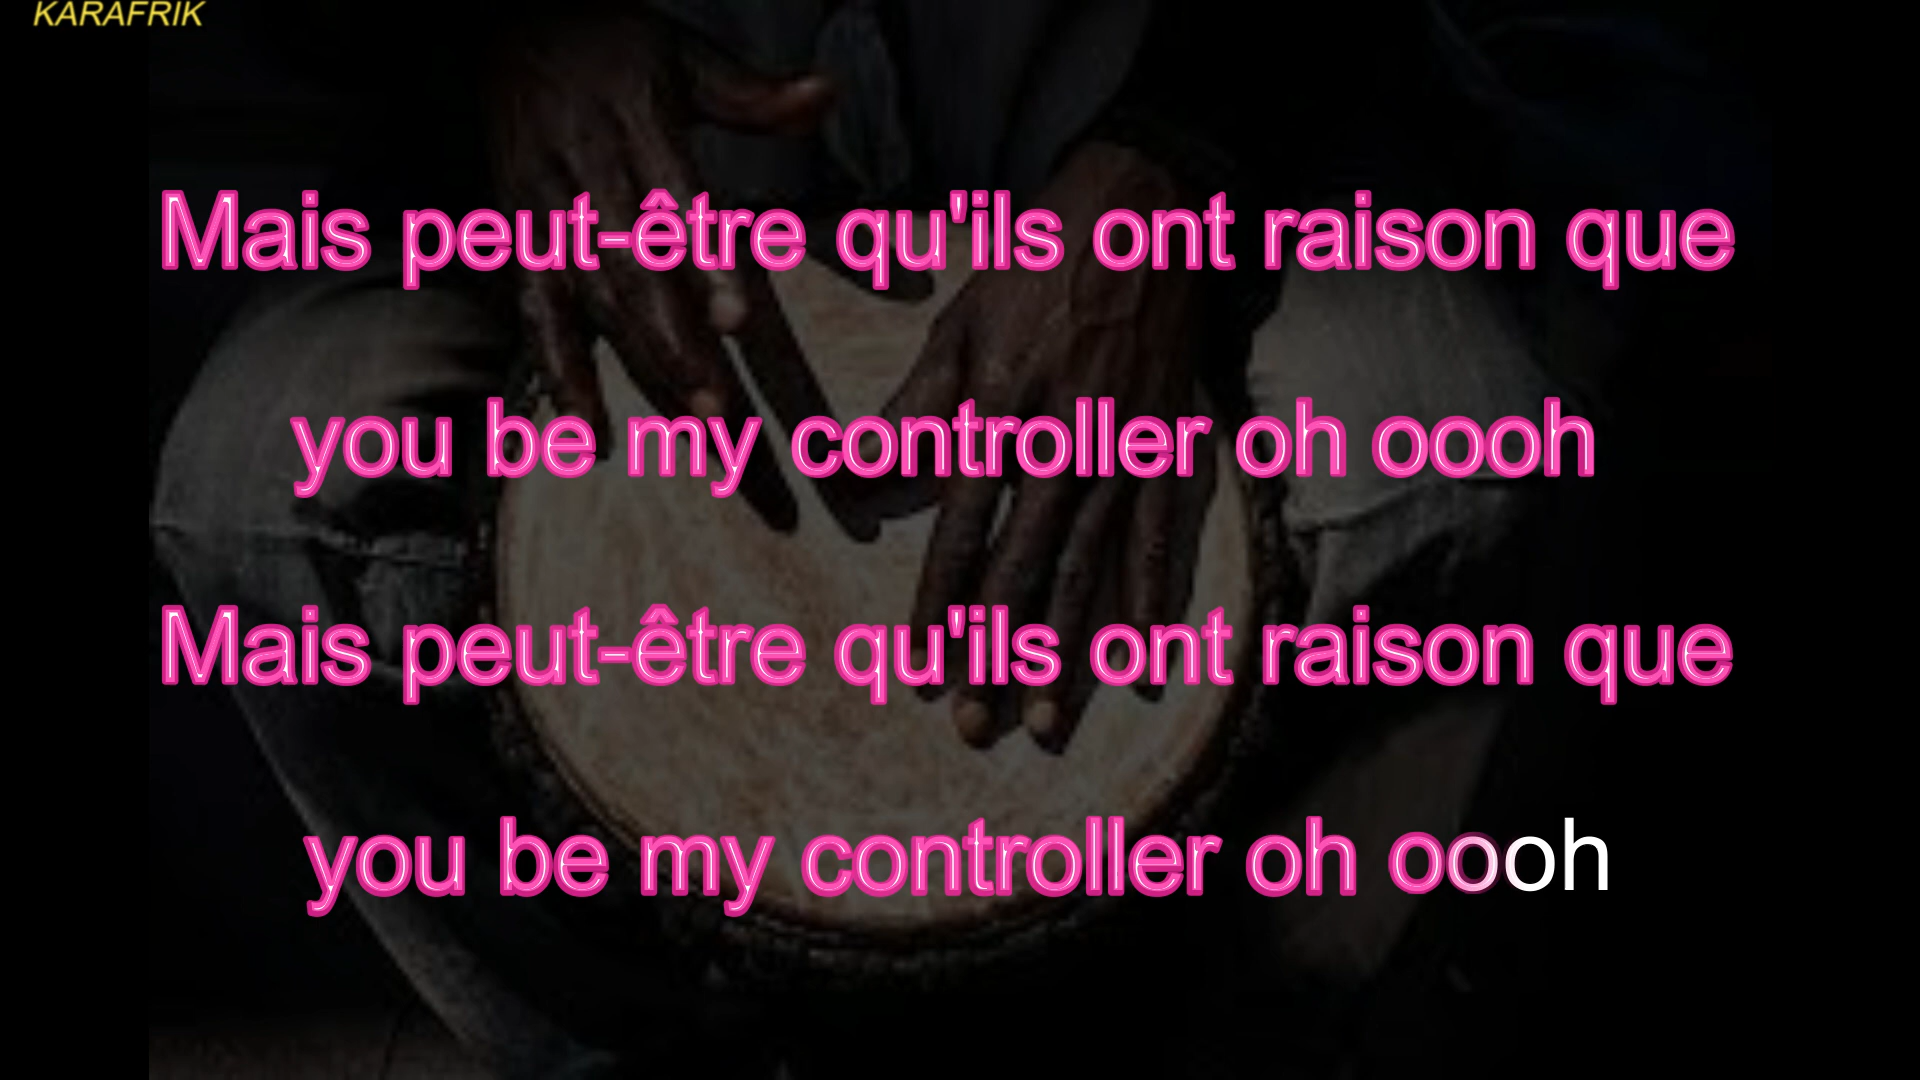 KARAFRIK
Mais peut-être qu'ils ont raison que
you be my controller oh oooh
Mais peut-être qu'ils ont raison que
you be my controller oh oooh